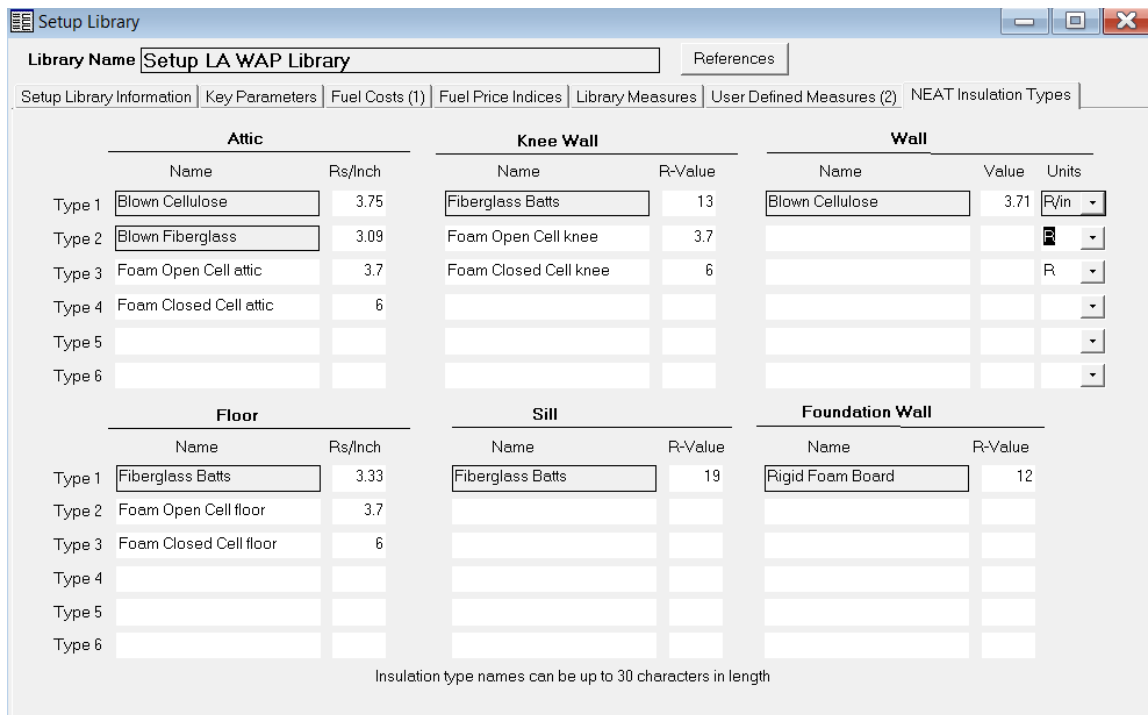 Setup Library
Library Name Setup LA WAP Library References
Setup Library Information Key Parameters Fuel Costs (1) Fuel Price Indices Library Measures User Defined Measures (2) NEAT Insulation Types
Attic Knee Wall Wall
Name Rs/Inch Name R-Value Name Value Units
Type 1 Blown Cellulose 3.75 Fiberglass Batts 13 Blown Cellulose 3.71 R/in
Type 2 Blown Fiberglass 3.09 Foam Open Cell knee 3.7 R
Type 3 Foam Open Cell attic 3.7 Foam Closed Cell knee 6 R
Type 4 Foam Closed Cell attic 6
Type 5
Type 6
Floor Sill Foundation Wall
Name Rs/Inch Name R-Value Name R-Value
Type 1 Fiberglass Batts 3.33 Fiberglass Batts 19 Rigid Foam Board 12
Type 2 Foam Open Cell floor 3.7
Type 3 Foam Closed Cell floor 6
Type 4
Type 5
Type 6
Insulation type names can be up to 30 characters in length